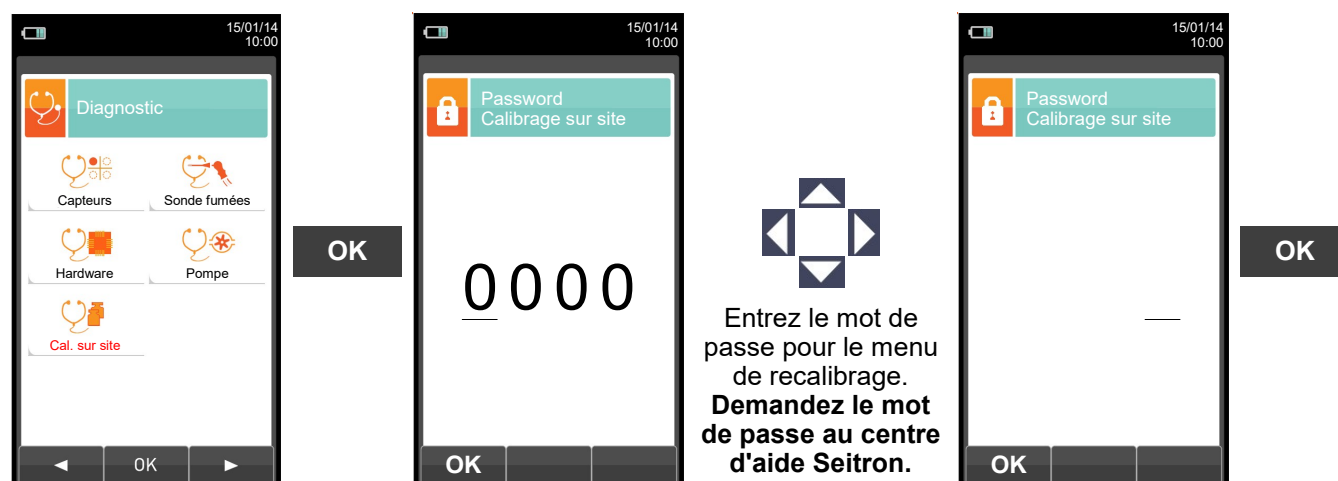 15/01/14
10:00
Diagnostic
Capteurs
Sonde fumées
Hardware
Pompe
Cal. sur site
OK
OK
15/01/14
10:00
Password
Calibrage sur site
0000
OK
Entrez le mot de
passe pour le menu
de recalibrage.
Demandez le mot
de passe au centre
d'aide Seitron.
15/01/14
10:00
Password
Calibrage sur site
OK
OK